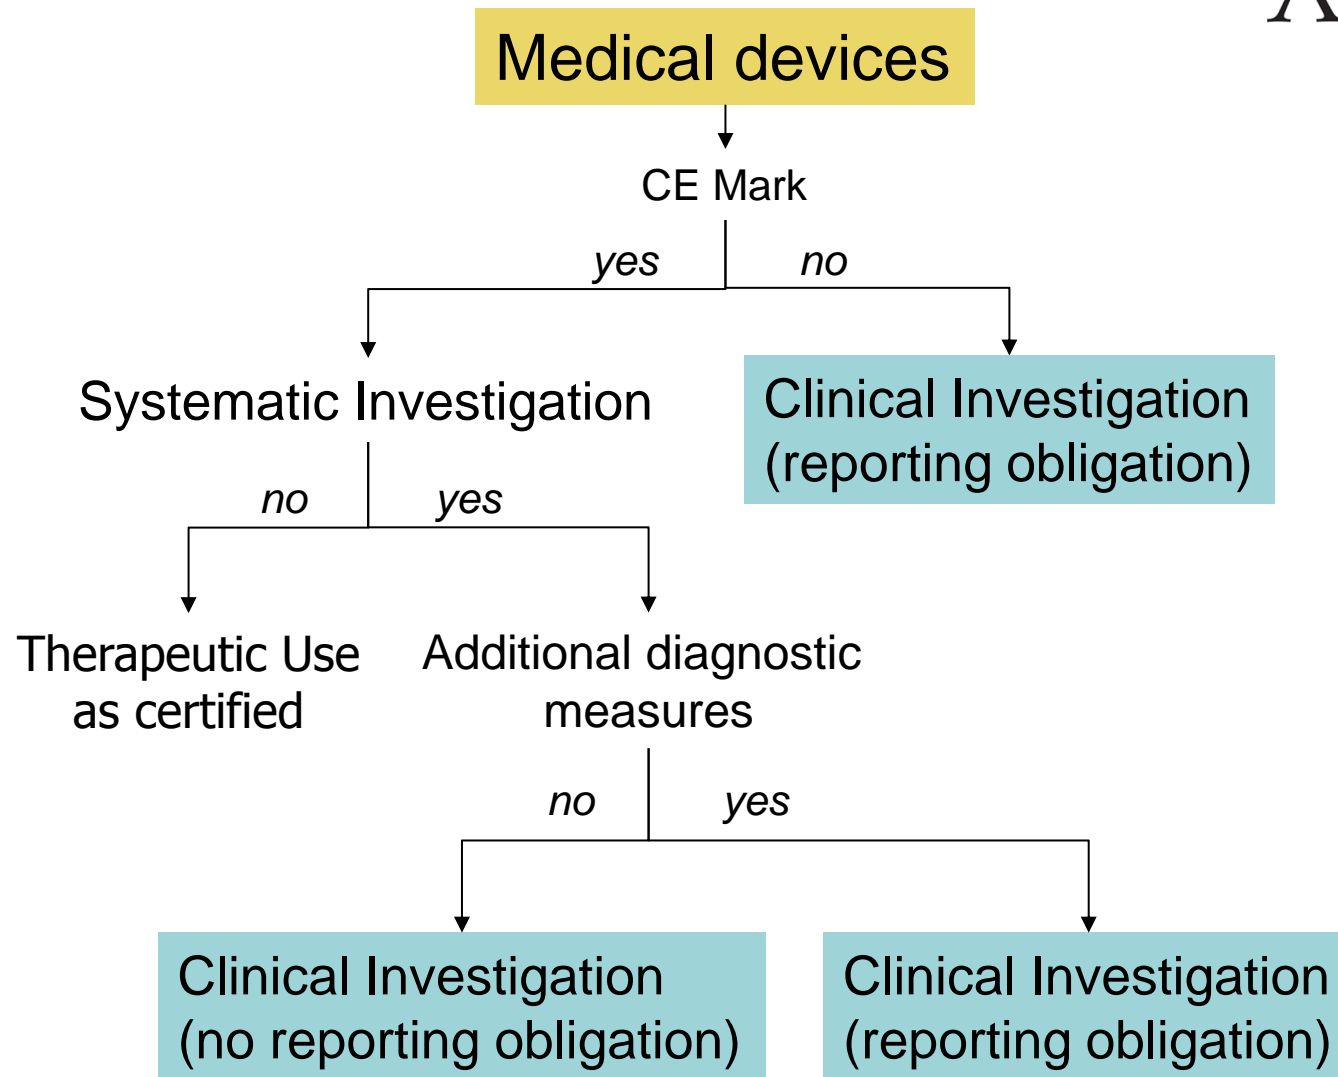 Medical devices
CE Mark
yes
no
Systematic Investigation
Clinical Investigation
(reporting obligation)
no
yes
Therapeutic Use
as certified
Additional diagnostic
measures
no
yes
Clinical Investigation
(no reporting obligation)
Clinical Investigation
(reporting obligation)